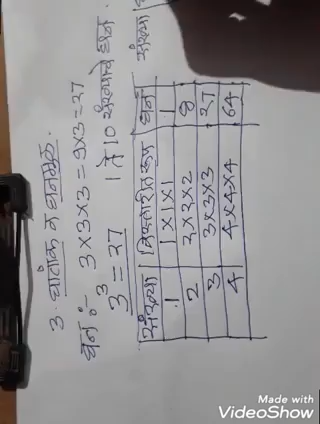 3. घातांक व घनमुळ
घन :- 3×3×3 = 9×3 = 27
3³ = 27
1 ते 10 संख्याचे घन
संख्या विस्तारीत रूप घन
1 1×1×1 1
2 2×2×2 8
3 3×3×3 27
4 4×4×4 64
संख्या
Made with
VideoShow